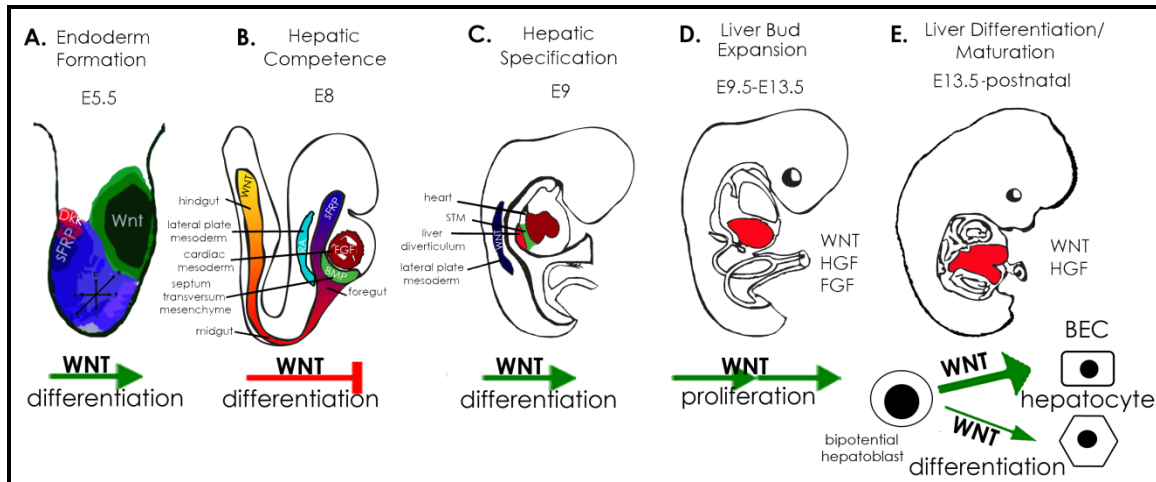 A. Endoderm
Formation
E5.5
Dkk
SFRP
Wnt
WNT
differentiation
B. Hepatic
Competence
E8
WNT
hindgut
lateral plate
mesoderm
cardiac
mesoderm
septum
transversum
mesenchyme
midgut
RA
SFRP
FGF
BMP
foregut
WNT
differentiation
C. Hepatic
Specification
E9
heart
STM
liver
diverticulum
lateral plate
mesoderm
WNT
WNT
differentiation
D. Liver Bud
Expansion
E9.5-E13.5
WNT
HGF
FGF
WNT
proliferation
E. Liver Differentiation/
Maturation
E13.5-postnatal
WNT
HGF
BEC
WNT
hepatocyte
WNT
bipotential
hepatoblast
differentiation